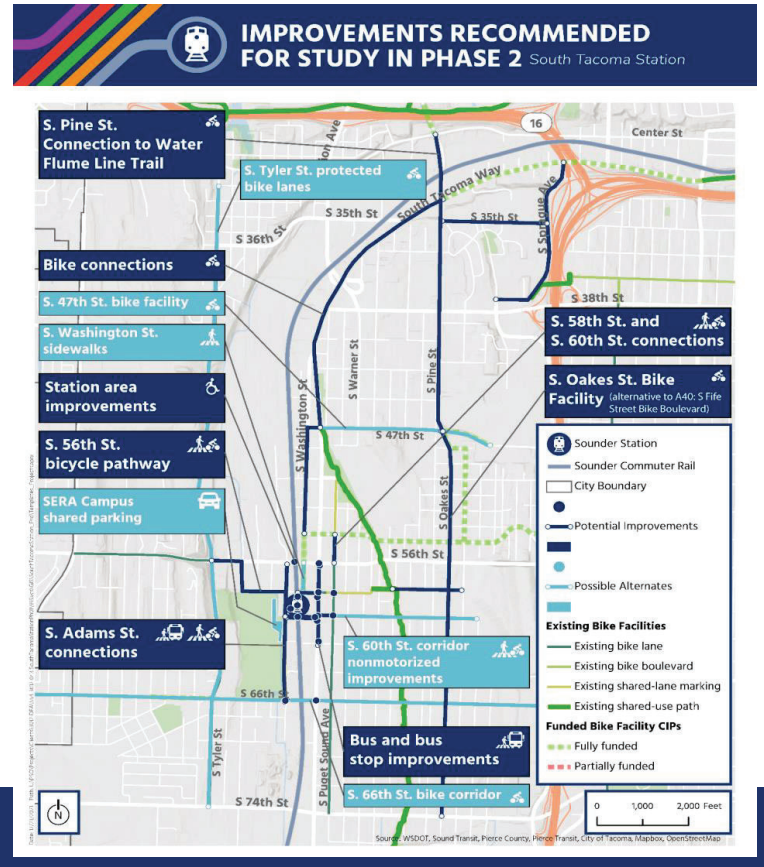 IMPROVEMENTS RECOMMENDED
FOR STUDY IN PHASE 2 South Tacoma Station
S. Pine St.
Connection to Water
Flume Line Trail
Ave
16
Center St
S. Tyler St. protected
bike lanes
South Tacoma Way
S Sprague Ave
S 35th St
S 35th St
S 36th St
Bike connections
S. 47th St. bike facility
S 38th St
S. Washington St.
sidewalks
S. 58th St. and
S. 60th St. connections
S Warner St
S Pine St
Station area
improvements
S. Oakes St. Bike
Facility (alternative to A40: S Fife
Street Bike Boulevard)
S Washington St
S 47th St
S. 56th St.
bicycle pathway
SERA Campus
shared parking
S Oakes St
S 56th St
Sounder Station
Sounder Commuter Rail
City Boundary
Potential Improvements
Possible Alternates
Existing Bike Facilities
Existing bike lane
Existing bike boulevard
Existing shared-lane marking
Existing shared-use path
Funded Bike Facility CIPs
Fully funded
Partially funded
S. Adams St.
connections
S. 60th St. corridor
nonmotorized
improvements
S 66th St
S Tyler St
S Puget Sound Ave
Bus and bus
stop improvements
S. 66th St. bike corridor
S 74th St
N
0 1,000 2,000 Feet
Source: WSDOT, Sound Transit, Pierce County, Pierce Transit, City of Tacoma, Mapbox, OpenStreetMap